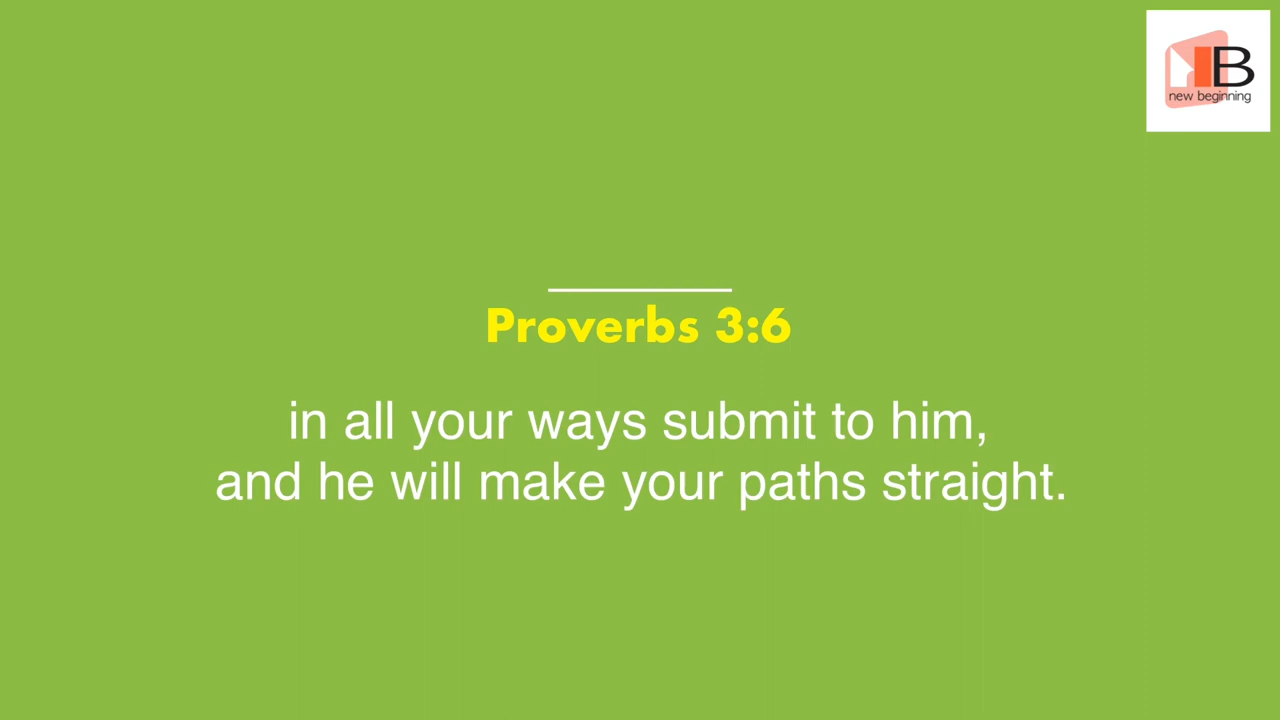 B
new beginning
Proverbs 3:6
in all your ways submit to him,
and he will make your paths straight.